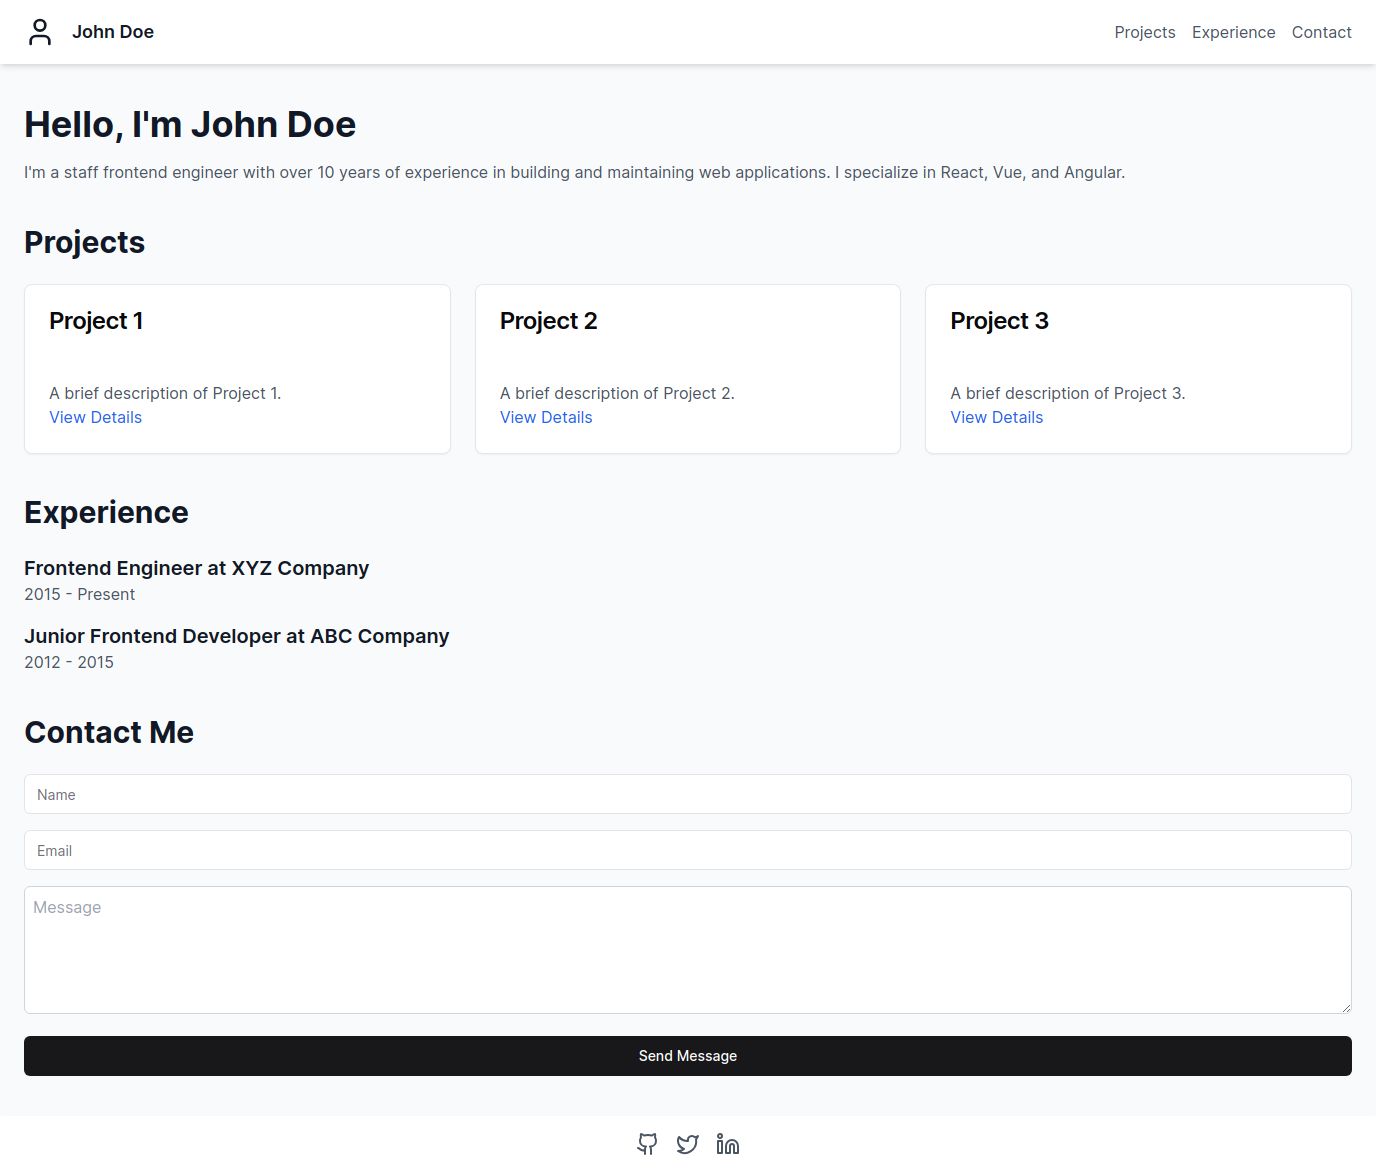 John Doe
Projects Experience Contact
Hello, I'm John Doe
I'm a staff frontend engineer with over 10 years of experience in building and maintaining web applications. I specialize in React, Vue, and Angular.
Projects
Project 1
A brief description of Project 1.
View Details
Project 2
A brief description of Project 2.
View Details
Project 3
A brief description of Project 3.
View Details
Experience
Frontend Engineer at XYZ Company
2015 - Present
Junior Frontend Developer at ABC Company
2012 - 2015
Contact Me
Name
Email
Message
Send Message